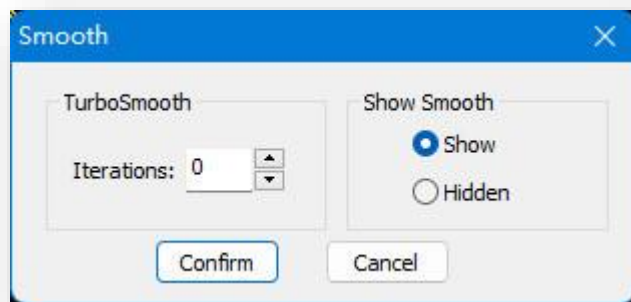 Smooth
TurboSmooth
Iterations: 0
Show Smooth
Show
Hidden
Confirm
Cancel